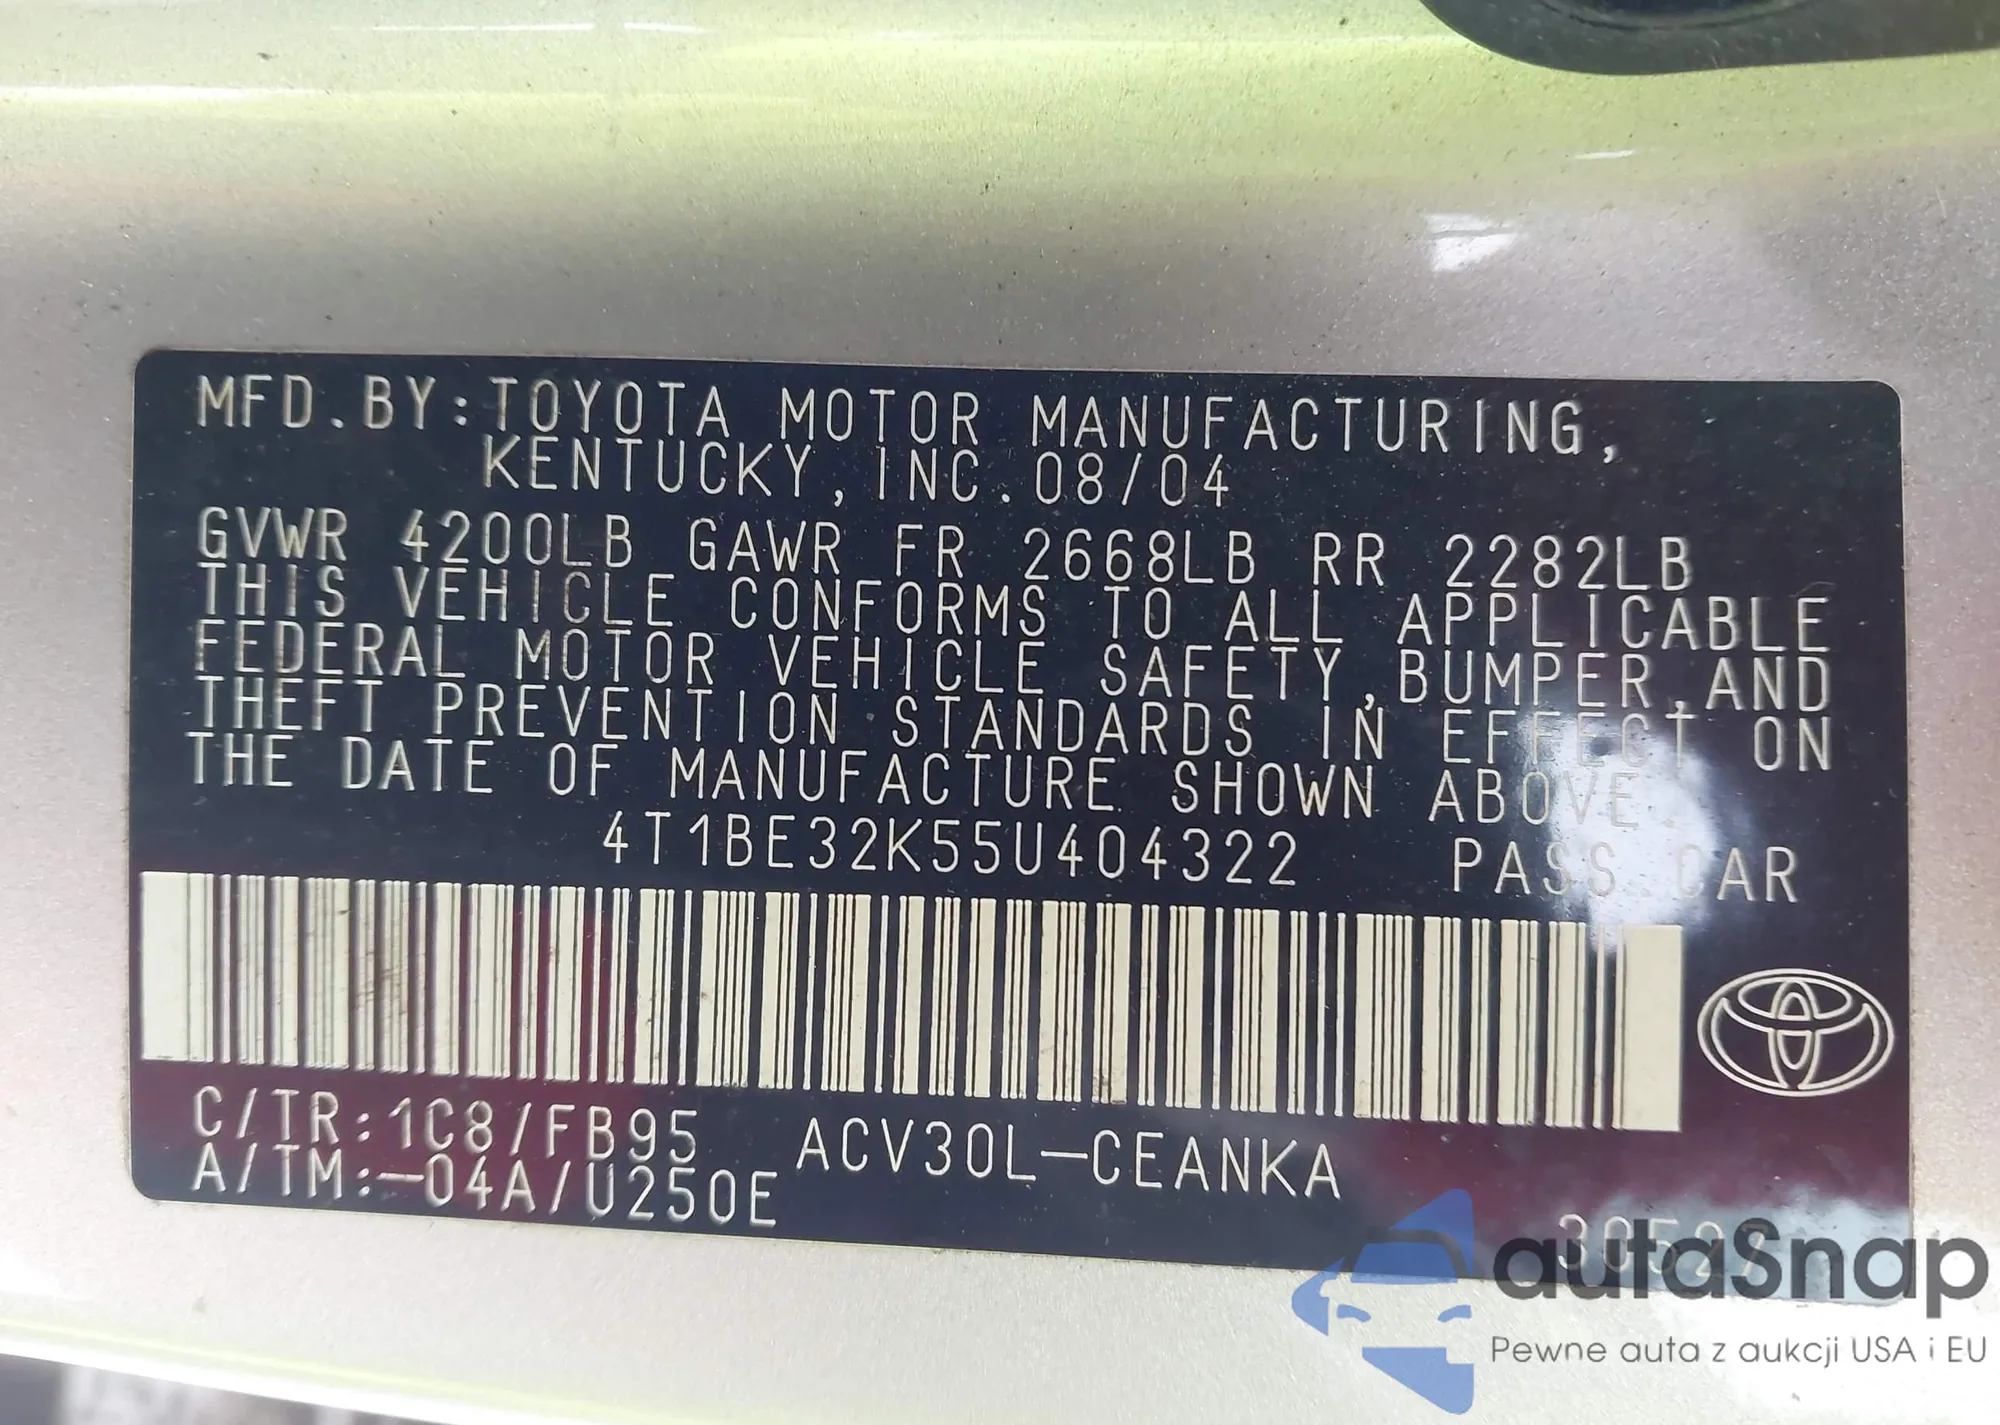 MFD.BY:TOYOTA MOTOR MANUFACTURING,
KENTUCKY, INC.08/04
GVWR 4200LB GAWR FR 2668LB RR 2282LB
THIS VEHICLE CONFORMS TO ALL APPLICABLE
FEDERAL MOTOR VEHICLE SAFETY,BUMPER,AND
THEFT PREVENTION STANDARDS IN EFFECT ON
THE DATE OF MANUFACTURE SHOWN ABOVE.
4T1BE32K55U404322 PASS.CAR
C/TR:1C8/FB95 ACV30L-CEANKA
A/TM:-04A/U250E
30527
autaSnap
Pewne auta z aukcji USA i EU